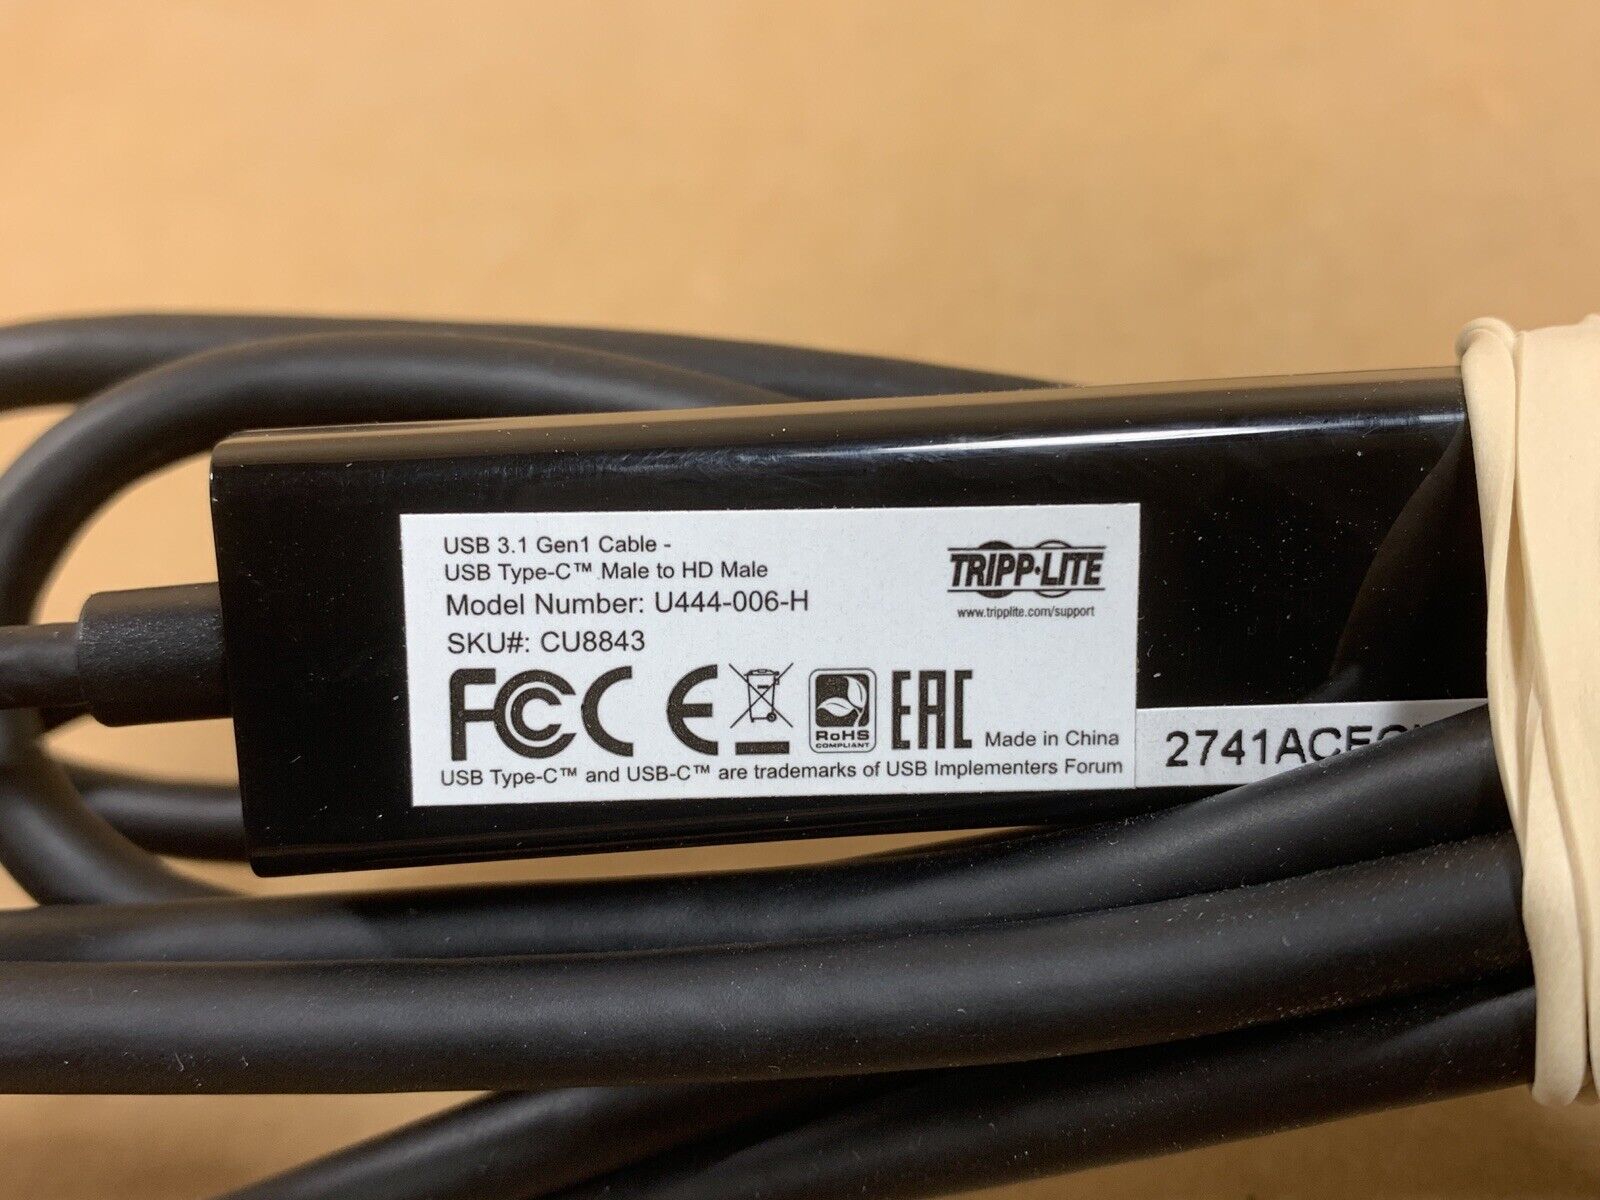 USB 3.1 Gen1 Cable -
USB Type-C™ Male to HD Male
Model Number: U444-006-H
SKU#: CU8843
TRIPP·LITE
www.tripplite.com/support
FCC CE RoHS COMPLIANT EAC Made in China
USB Type-C™ and USB-C™ are trademarks of USB Implementers Forum